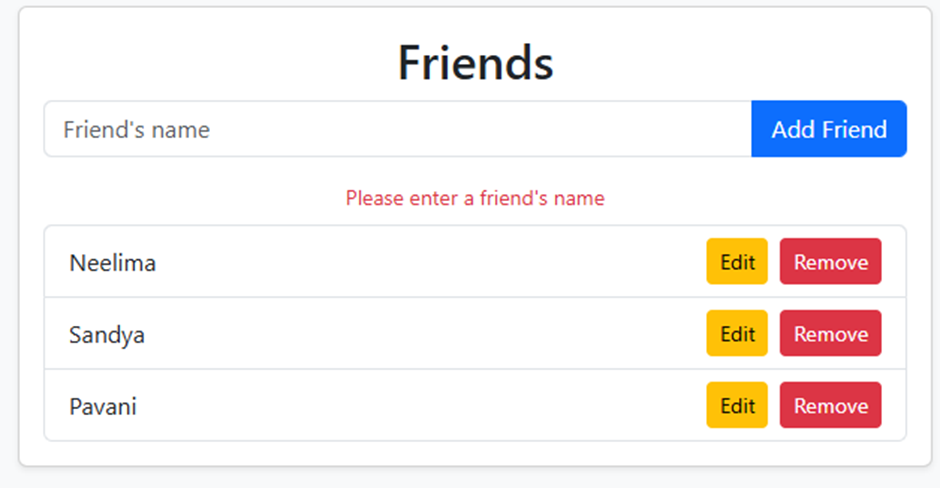 Friends
Friend's name Add Friend
Please enter a friend's name
Neelima Edit Remove
Sandya Edit Remove
Pavani Edit Remove